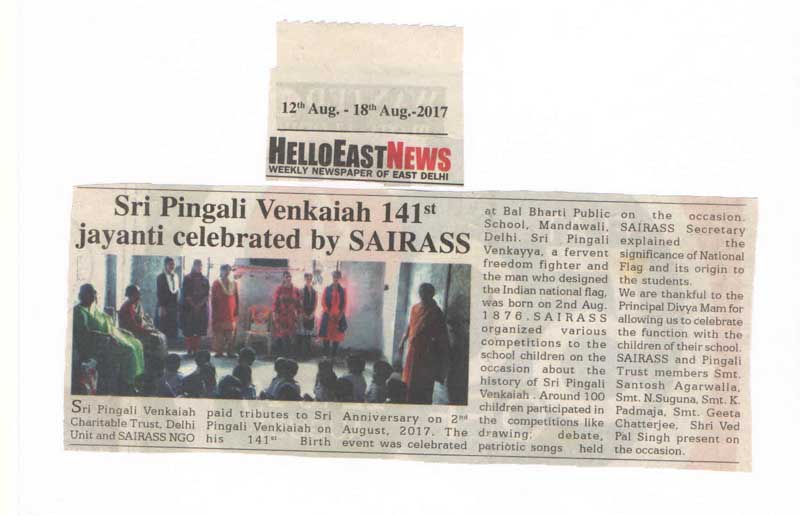 12th Aug. - 18th Aug.-2017
HELLOEASTNEWS
WEEKLY NEWSPAPER OF EAST DELHI
Sri Pingali Venkaiah 141st
jayanti celebrated by SAIRASS
Sri Pingali Venkaiah
Charitable Trust, Delhi
Unit and SAIRASS NGO
paid tributes to Sri
Pingali Venkiaiah on
his 141st Birth
Anniversary on 2nd
August, 2017. The
event was celebrated
at Bal Bharti Public
School, Mandawali,
Delhi. Sri Pingali
Venkayya, a fervent
freedom fighter and
the man who designed
the Indian national flag,
was born on 2nd Aug.
1876.SAIRASS
organized various
competitions to the
school children on the
occasion about the
history of Sri Pingali
Venkaiah . Around 100
children participated in
the competitions like
drawing, debate,
patriotic songs held
on the occasion.
SAIRASS Secretary
explained the
significance of National
Flag and its origin to
the students.
We are thankful to the
Principal Divya Mam for
allowing us to celebrate
the function with the
children of their school.
SAIRASS and Pingali
Trust members Smt.
Santosh Agarwalla,
Smt. N.Suguna, Smt. K.
Padmaja, Smt. Geeta
Chatterjee, Shri Ved
Pal Singh present on
the occasion.